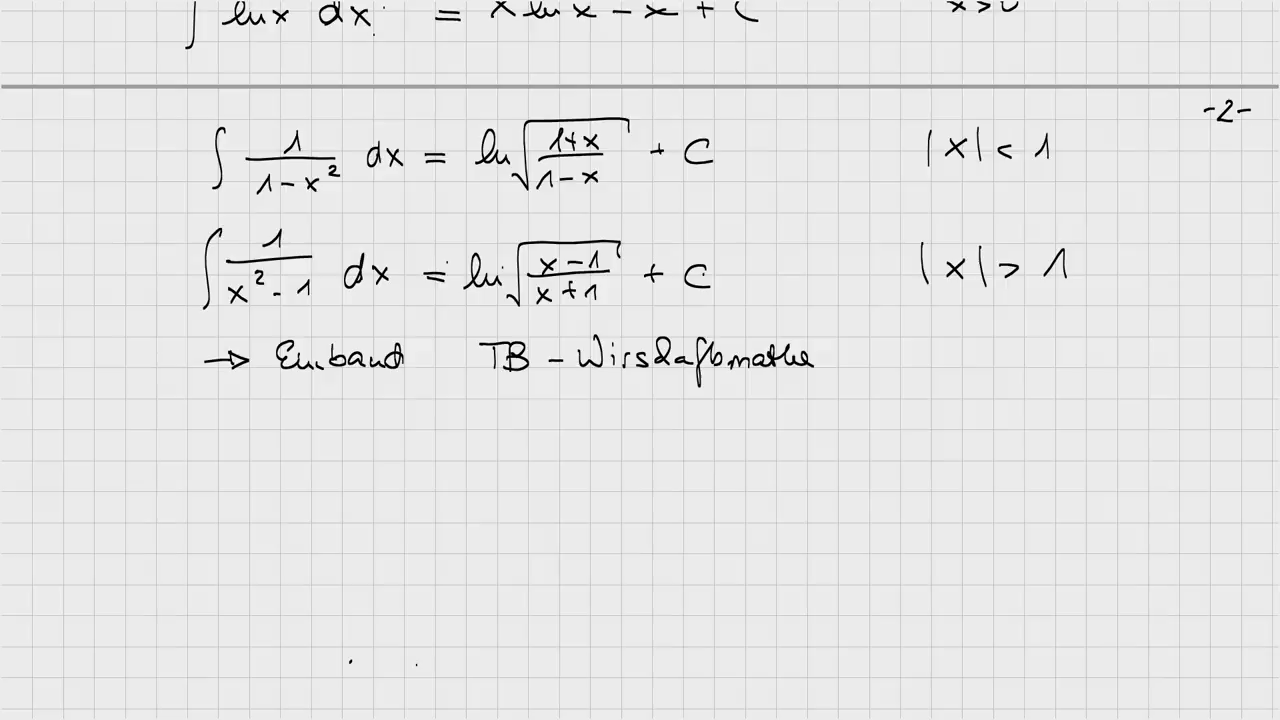 ∫ ln x dx = x ln x - x + C x > 0
-2-
∫ 1/(1-x²) dx = ln √((1+x)/(1-x)) + C |x| < 1
∫ 1/(x²-1) dx = ln √((x-1)/(x+1)) + C |x| > 1
→ Einband TB - Wirtschaftsmathe